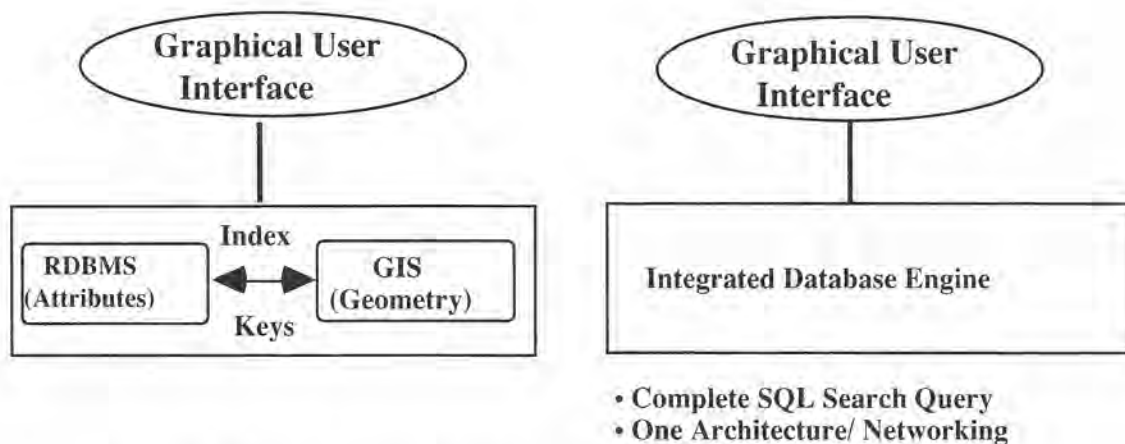 Graphical User
Interface
Index
RDBMS
(Attributes)
GIS
(Geometry)
Keys
Graphical User
Interface
Integrated Database Engine
• Complete SQL Search Query
• One Architecture/ Networking